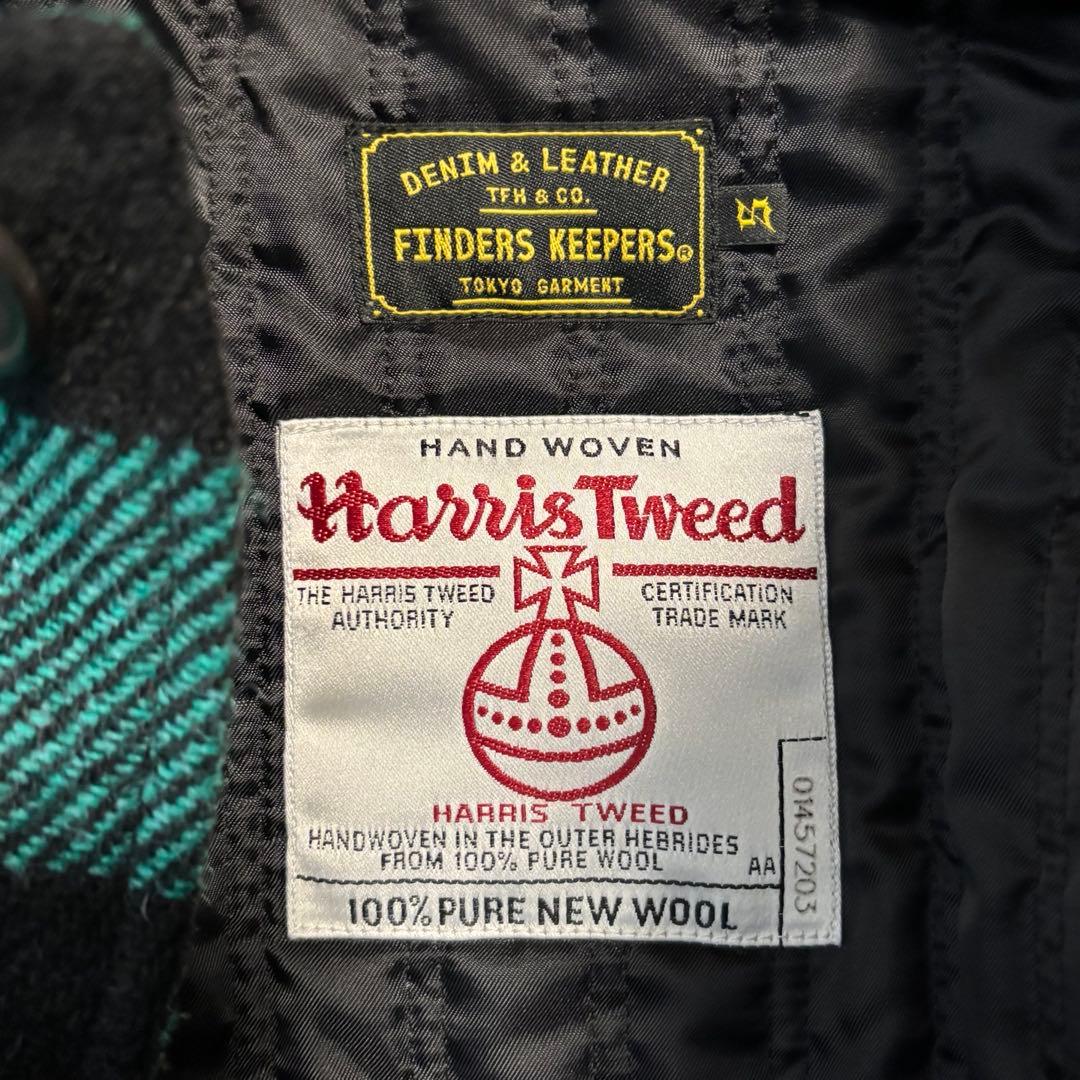 DENIM & LEATHER
TFH & CO.
FINDERS KEEPERS®
TOKYO GARMENT
S
HAND WOVEN
Harris Tweed
THE HARRIS TWEED
AUTHORITY
CERTIFICATION
TRADE MARK
HARRIS TWEED
HANDWOVEN IN THE OUTER HEBRIDES
FROM 100% PURE WOOL
AA
01457203
100% PURE NEW WOOL